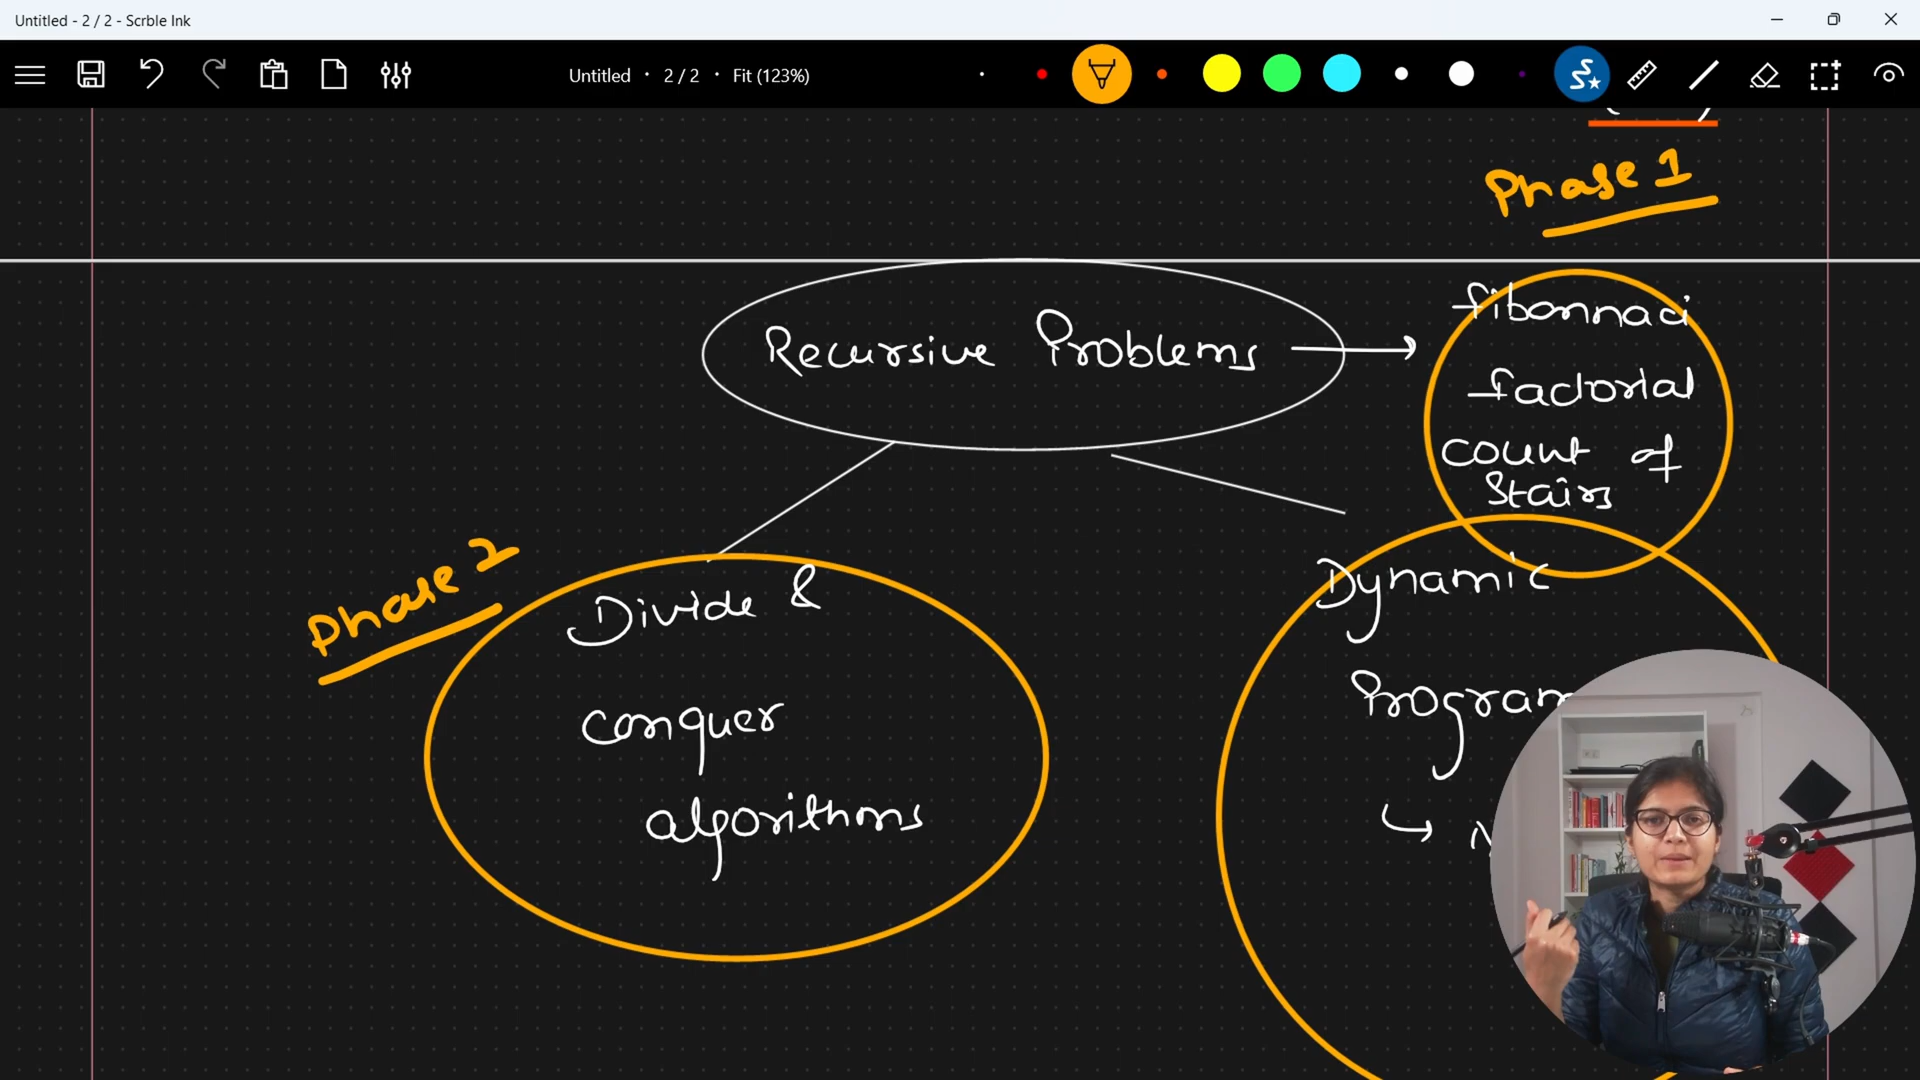 Untitled - 2 / 2 - Scrble Ink
Untitled • 2 / 2 • Fit (123%)
Phase 1
Recursive Problems
fibonnaci
factorial
count of
Stairs
Phase 2
Divide &
conquer
algorithms
Dynamic